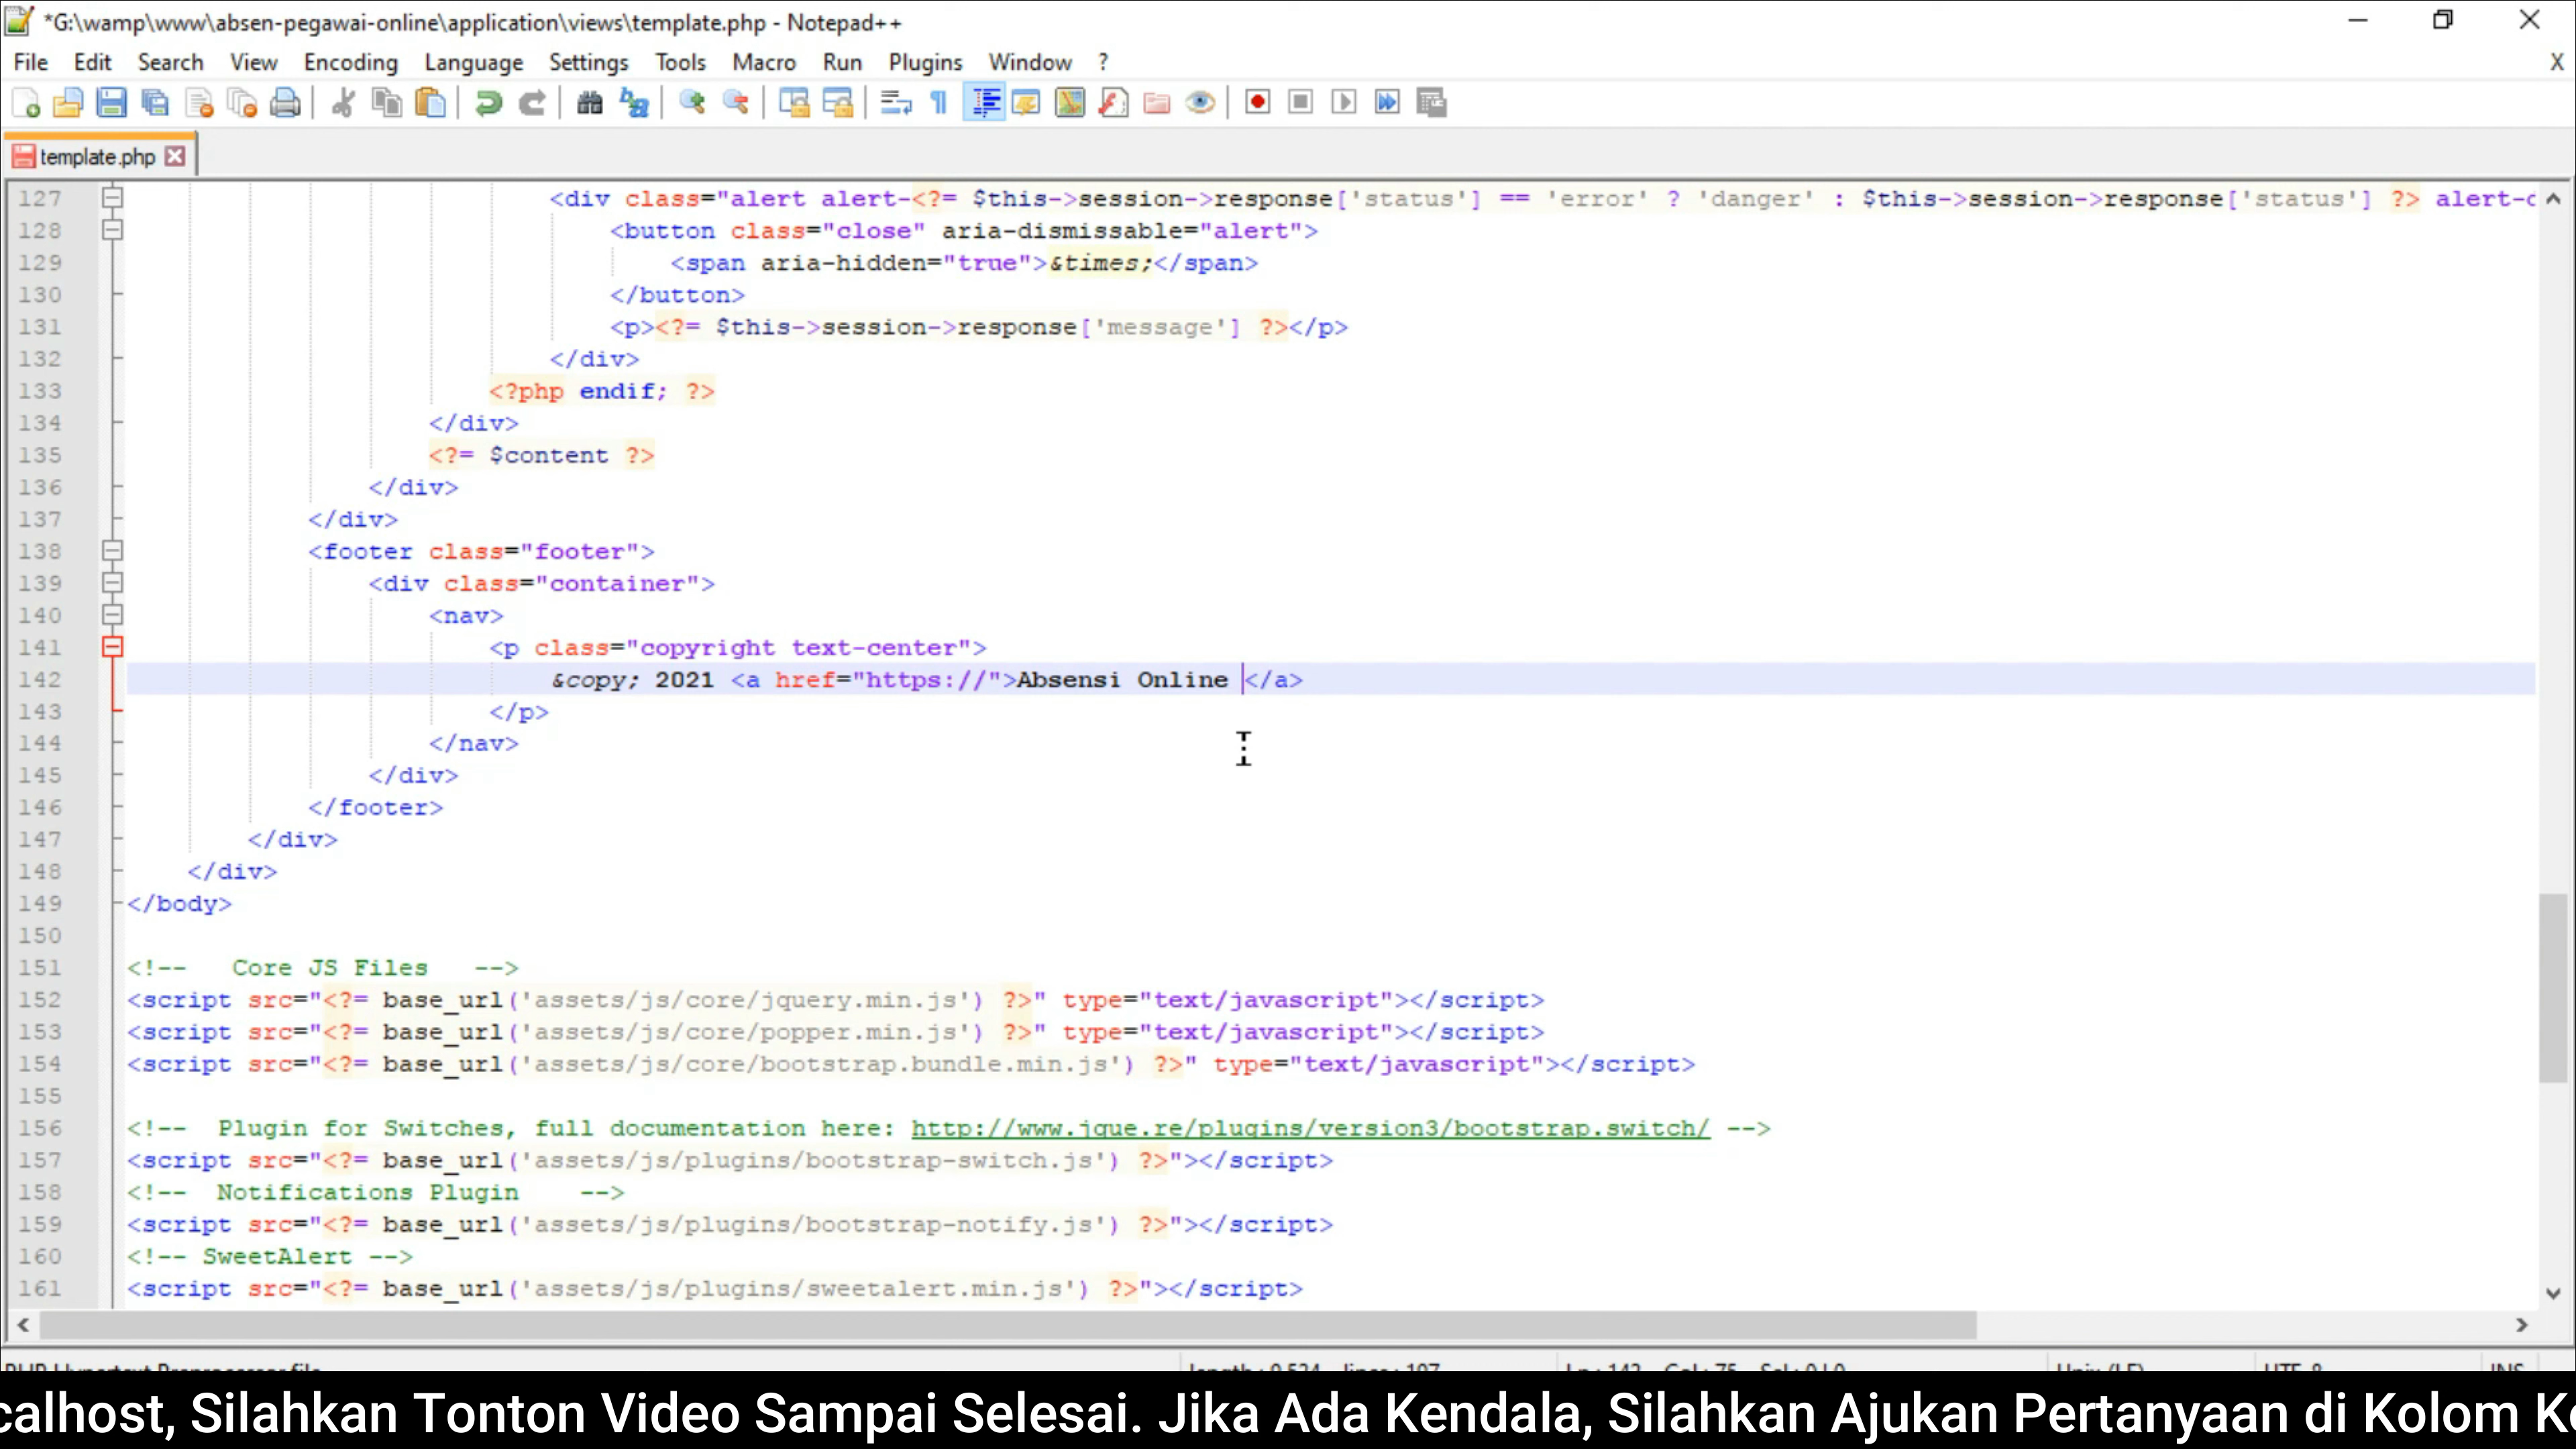 *G:\wamp\www\absen-pegawai-online\application\views\template.php - Notepad++
File Edit Search View Encoding Language Settings Tools Macro Run Plugins Window ? X
template.php
127 <div class="alert alert-<?= $this->session->response['status'] == 'error' ? 'danger' : $this->session->response['status'] ?> alert-
128 <button class="close" aria-dismissable="alert">
129 <span aria-hidden="true">&times;</span>
130 </button>
131 <p><?= $this->session->response['message'] ?></p>
132 </div>
133 <?php endif; ?>
134 </div>
135 <?= $content ?>
136 </div>
137 </div>
138 <footer class="footer">
139 <div class="container">
140 <nav>
141 <p class="copyright text-center">
142 &copy; 2021 <a href="https://">Absensi Online </a>
143 </p>
144 </nav>
145 </div>
146 </footer>
147 </div>
148 </div>
149 </body>
150
151 <!--   Core JS Files   -->
152 <script src="<?= base_url('assets/js/core/jquery.min.js') ?>" type="text/javascript"></script>
153 <script src="<?= base_url('assets/js/core/popper.min.js') ?>" type="text/javascript"></script>
154 <script src="<?= base_url('assets/js/core/bootstrap.bundle.min.js') ?>" type="text/javascript"></script>
155
156 <!--  Plugin for Switches, full documentation here: http://www.jque.re/plugins/version3/bootstrap.switch/ -->
157 <script src="<?= base_url('assets/js/plugins/bootstrap-switch.js') ?>"></script>
158 <!--  Notifications Plugin    -->
159 <script src="<?= base_url('assets/js/plugins/bootstrap-notify.js') ?>"></script>
160 <!-- SweetAlert -->
161 <script src="<?= base_url('assets/js/plugins/sweetalert.min.js') ?>"></script>
calhost, Silahkan Tonton Video Sampai Selesai. Jika Ada Kendala, Silahkan Ajukan Pertanyaan di Kolom